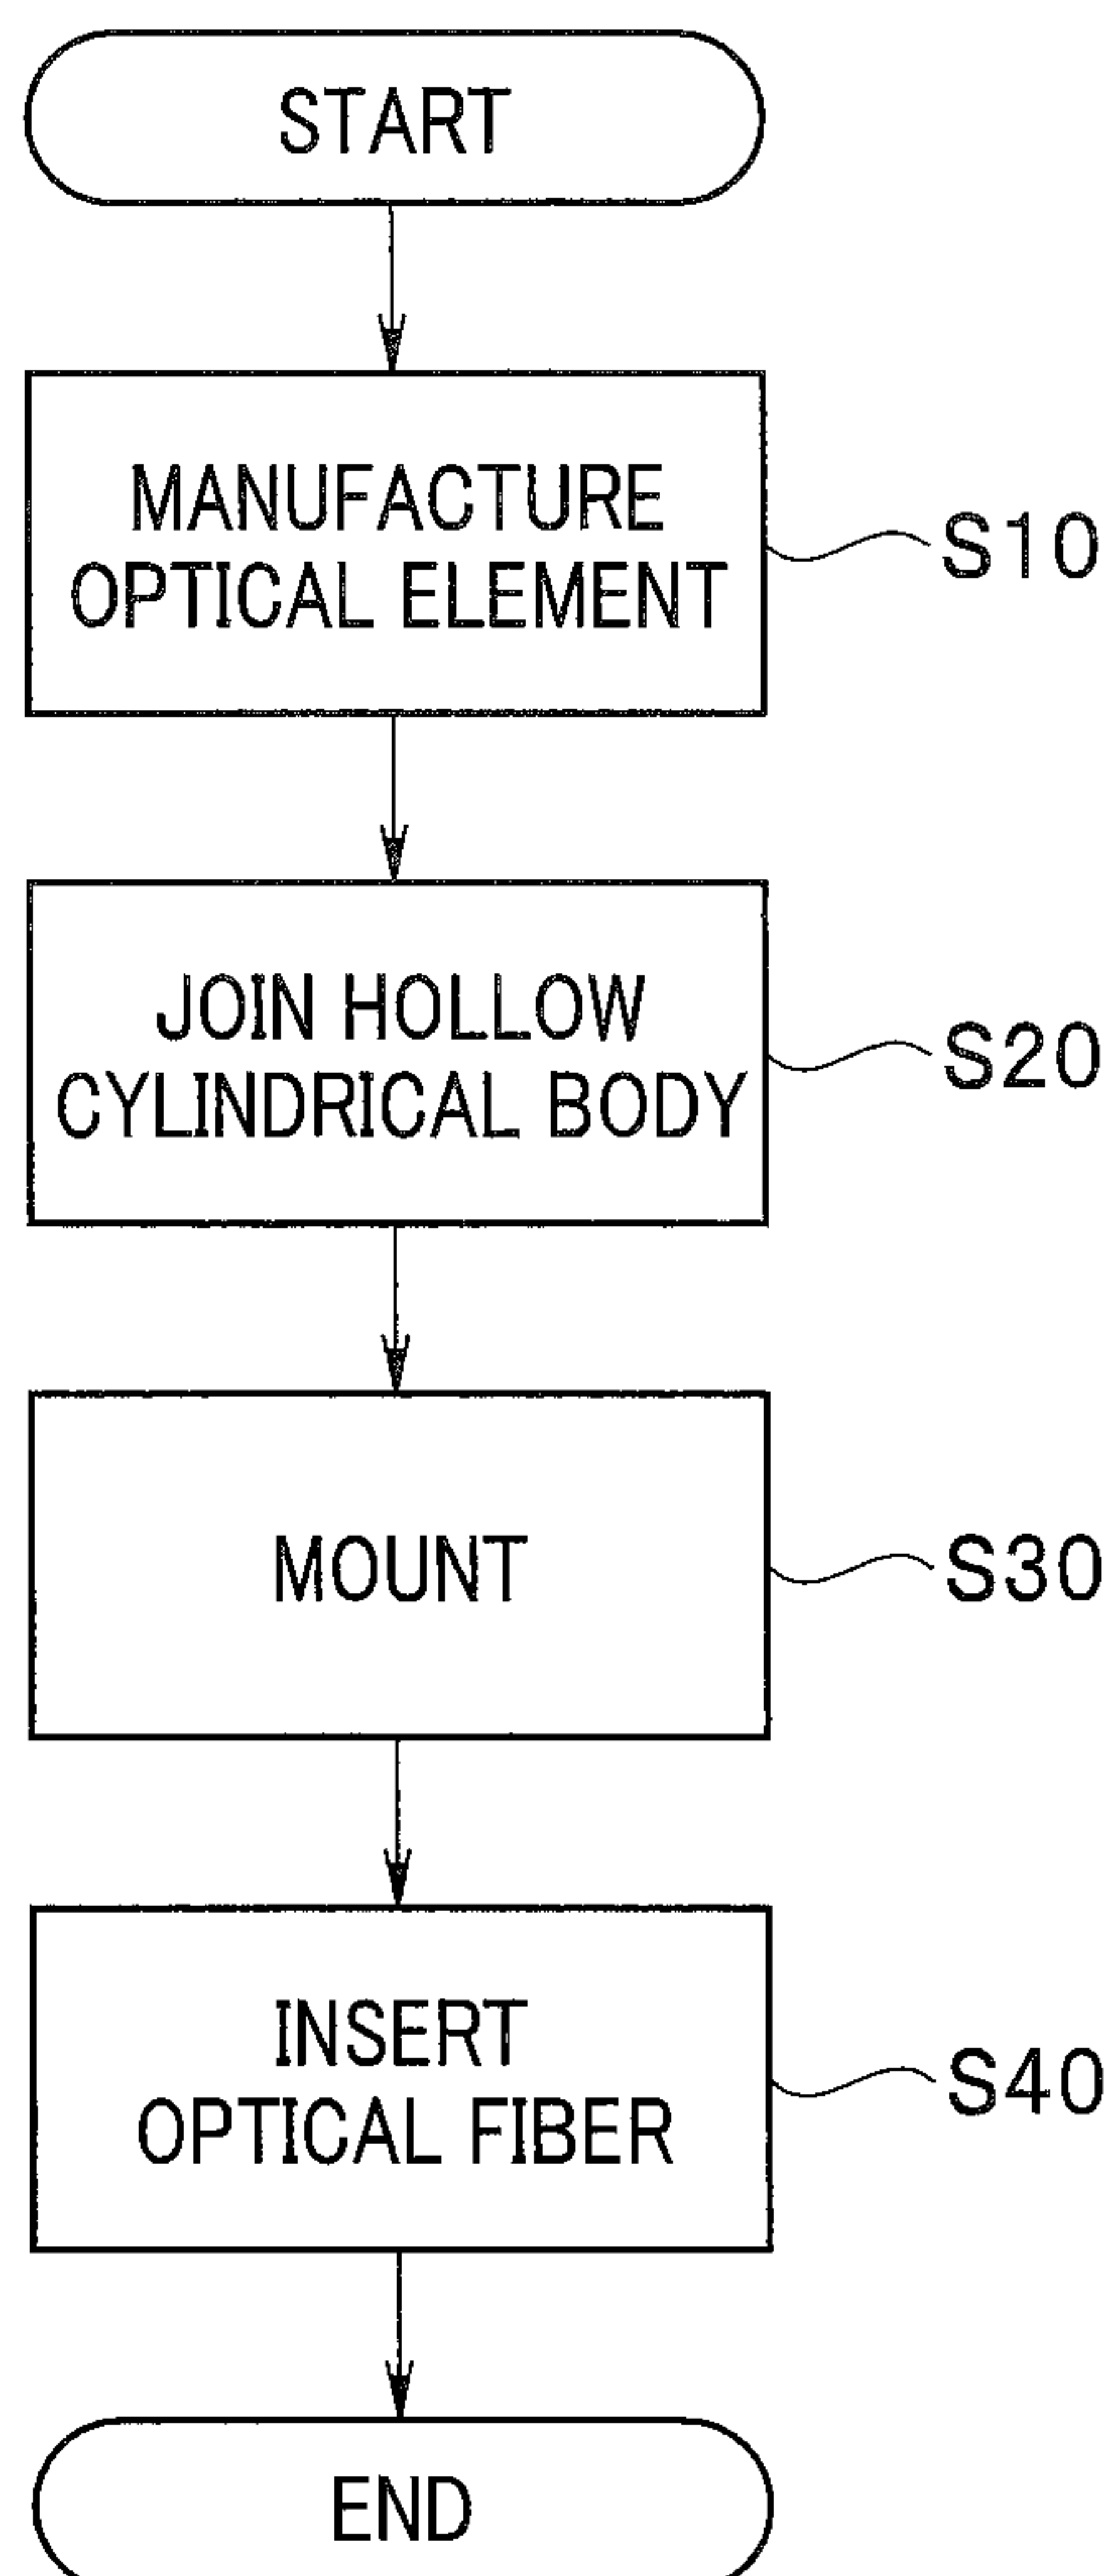 START
MANUFACTURE
OPTICAL ELEMENT
S10
JOIN HOLLOW
CYLINDRICAL BODY
S20
MOUNT
S30
INSERT
OPTICAL FIBER
S40
END